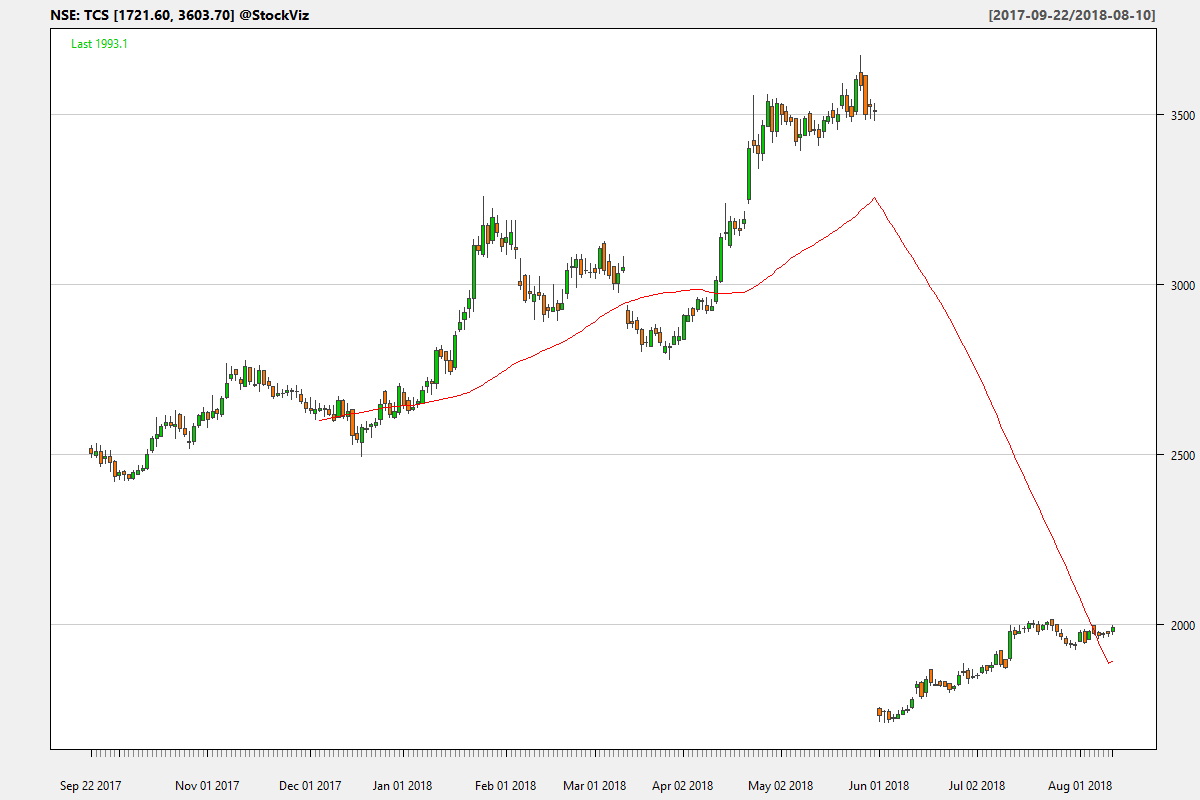 NSE: TCS [1721.60, 3603.70] @StockViz [2017-09-22/2018-08-10]
Last 1993.1
3500
3000
2500
2000
Sep 22 2017 Nov 01 2017 Dec 01 2017 Jan 01 2018 Feb 01 2018 Mar 01 2018 Apr 02 2018 May 02 2018 Jun 01 2018 Jul 02 2018 Aug 01 2018